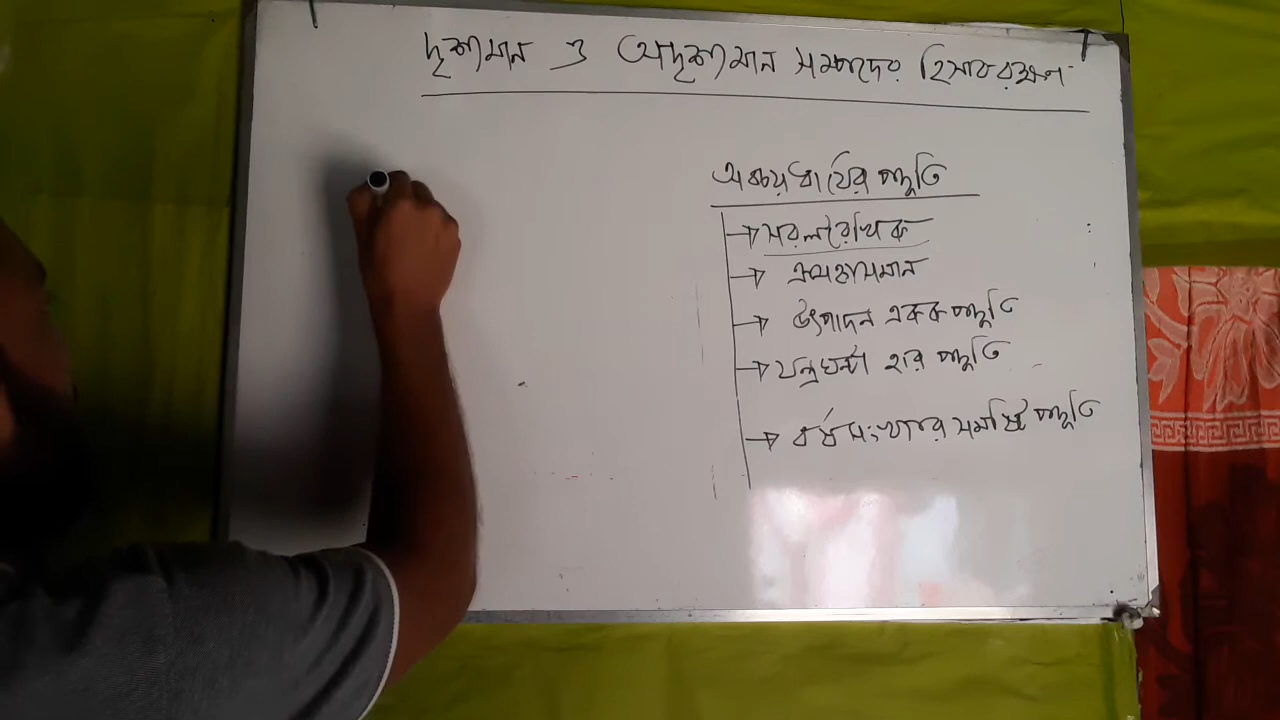 দৃশ্যমান ও অদৃশ্যমান সম্পদের হিসাবরক্ষণ
অবচয় ধার্যের পদ্ধতি
সরলরৈখিক
ক্রমহ্রাসমান
উৎপাদন একক পদ্ধতি
যন্ত্রঘন্টা হার পদ্ধতি
বর্ষসংখ্যার সমষ্টি পদ্ধতি